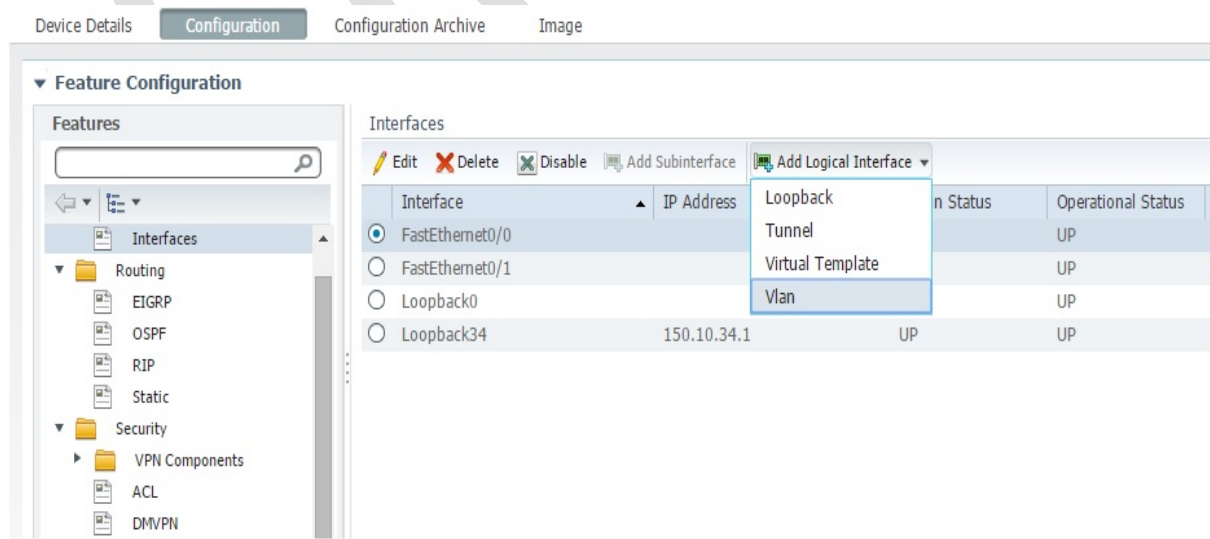 Device Details Configuration Configuration Archive Image
Feature Configuration
Features
Interfaces
Routing
EIGRP
OSPF
RIP
Static
Security
VPN Components
ACL
DMVPN
Interfaces
Edit Delete Disable Add Subinterface Add Logical Interface
Loopback
Tunnel
Virtual Template
Vlan
Interface IP Address n Status Operational Status
FastEthernet0/0 UP
FastEthernet0/1 UP
Loopback0 UP
Loopback34 150.10.34.1 UP UP